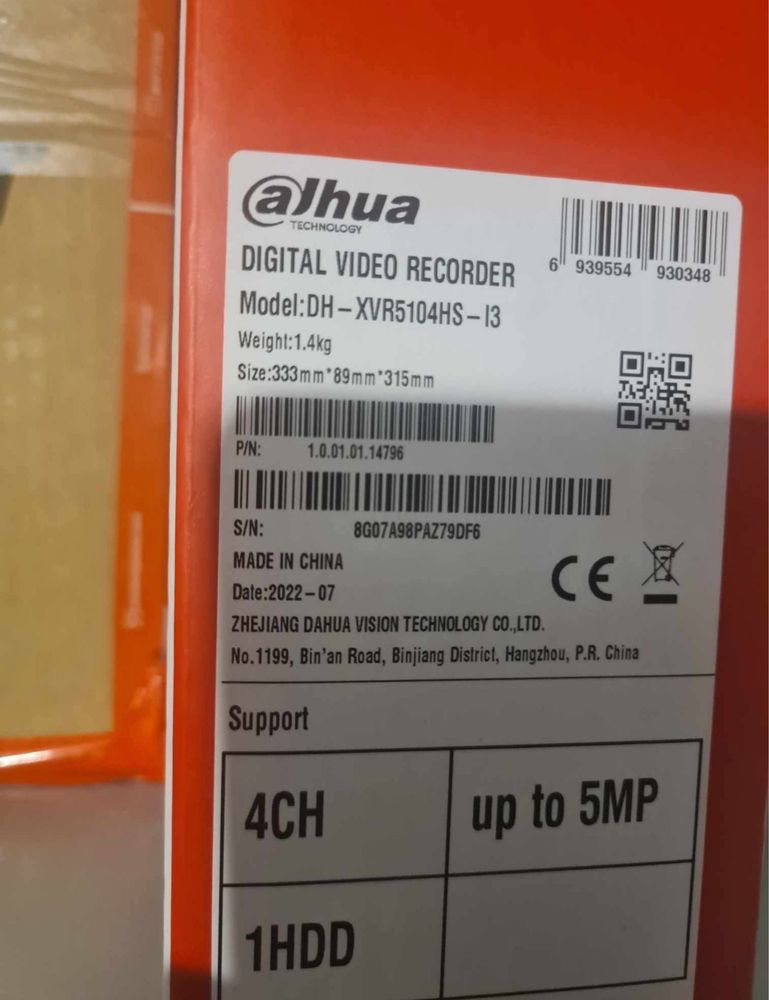 alhua
TECHNOLOGY
DIGITAL VIDEO RECORDER
Model:DH-XVR5104HS-I3
Weight:1.4kg
Size:333mm*89mm*315mm
6 939554 930348
P/N: 1.0.01.01.14796
S/N: 8G07A98PAZ79DF6
MADE IN CHINA
Date:2022-07
CE
ZHEJIANG DAHUA VISION TECHNOLOGY CO.,LTD.
No.1199, Bin'an Road, Binjiang District, Hangzhou, P.R. China
Support
4CH up to 5MP
1HDD